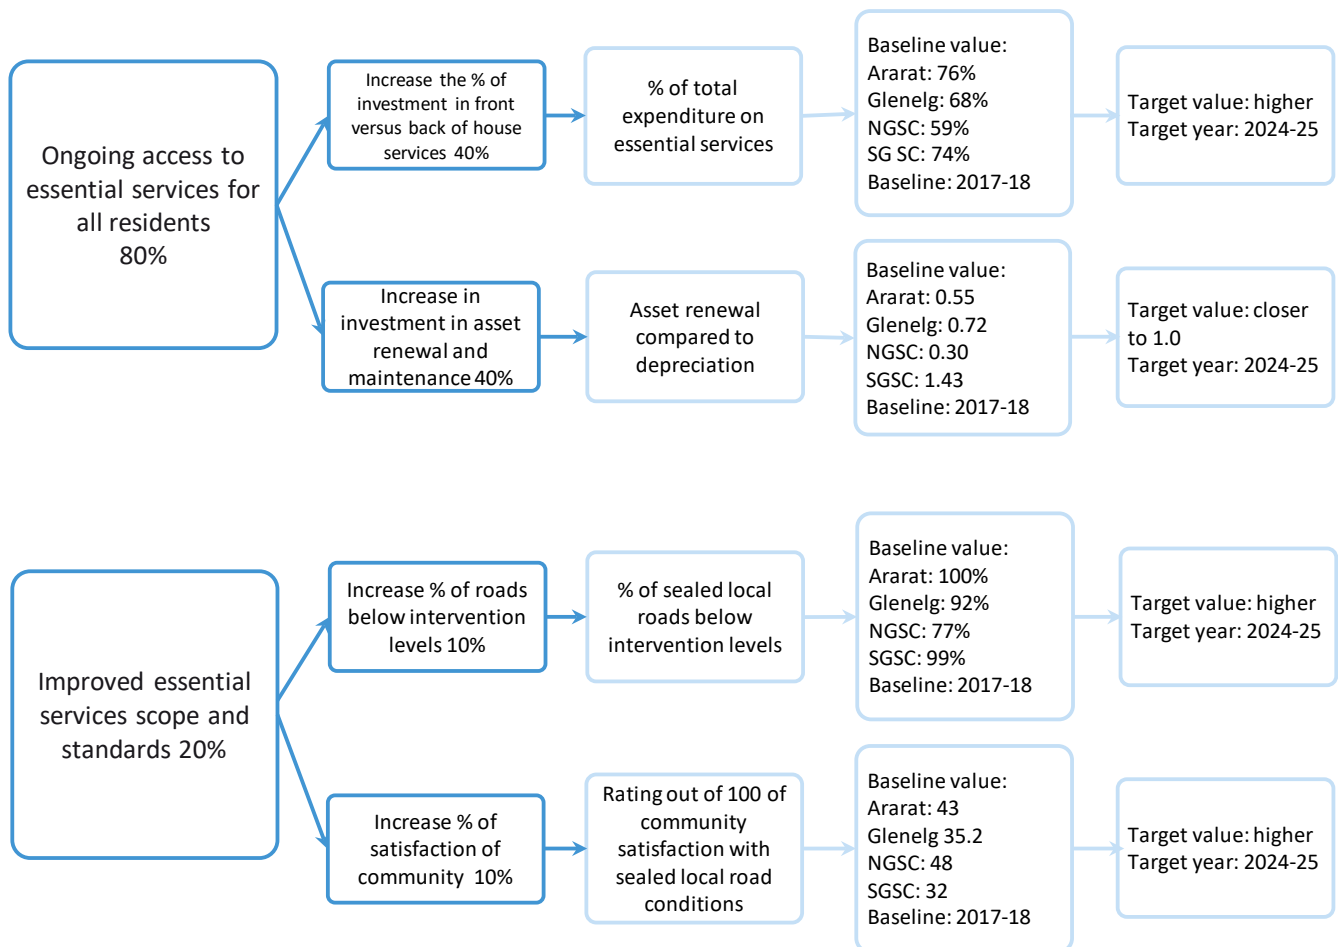 Ongoing access to
essential services for
all residents
80%
Increase the % of
investment in front
versus back of house
services 40%
% of total
expenditure on
essential services
Baseline value:
Ararat: 76%
Glenelg: 68%
NGSC: 59%
SG SC: 74%
Baseline: 2017-18
Target value: higher
Target year: 2024-25
Increase in
investment in asset
renewal and
maintenance 40%
Asset renewal
compared to
depreciation
Baseline value:
Ararat: 0.55
Glenelg: 0.72
NGSC: 0.30
SGSC: 1.43
Baseline: 2017-18
Target value: closer
to 1.0
Target year: 2024-25
Improved essential
services scope and
standards 20%
Increase % of roads
below intervention
levels 10%
% of sealed local
roads below
intervention levels
Baseline value:
Ararat: 100%
Glenelg: 92%
NGSC: 77%
SGSC: 99%
Baseline: 2017-18
Target value: higher
Target year: 2024-25
Increase % of
satisfaction of
community 10%
Rating out of 100 of
community
satisfaction with
sealed local road
conditions
Baseline value:
Ararat: 43
Glenelg 35.2
NGSC: 48
SGSC: 32
Baseline: 2017-18
Target value: higher
Target year: 2024-25